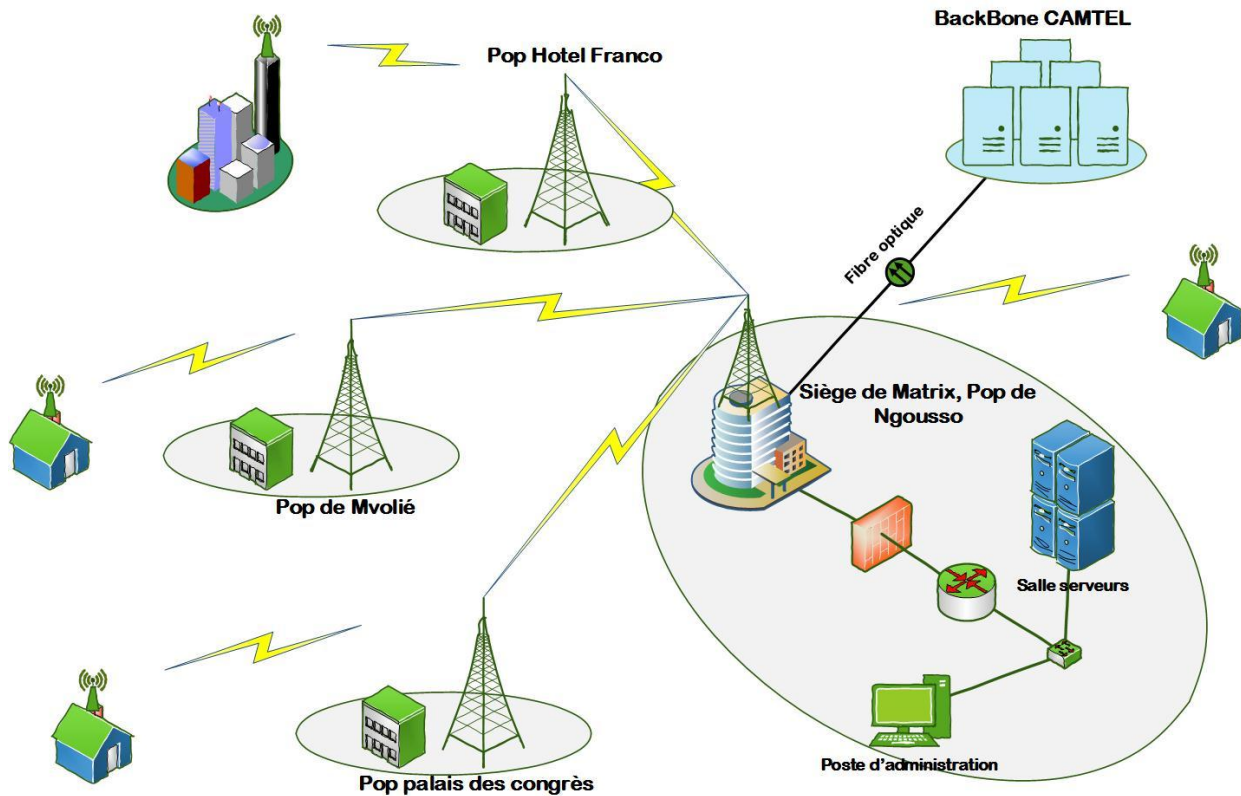 BackBone CAMTEL
Pop Hotel Franco
Fibre optique
Siège de Matrix, Pop de
Ngousso
Pop de Mvolié
Salle serveurs
Poste d'administration
Pop palais des congrès